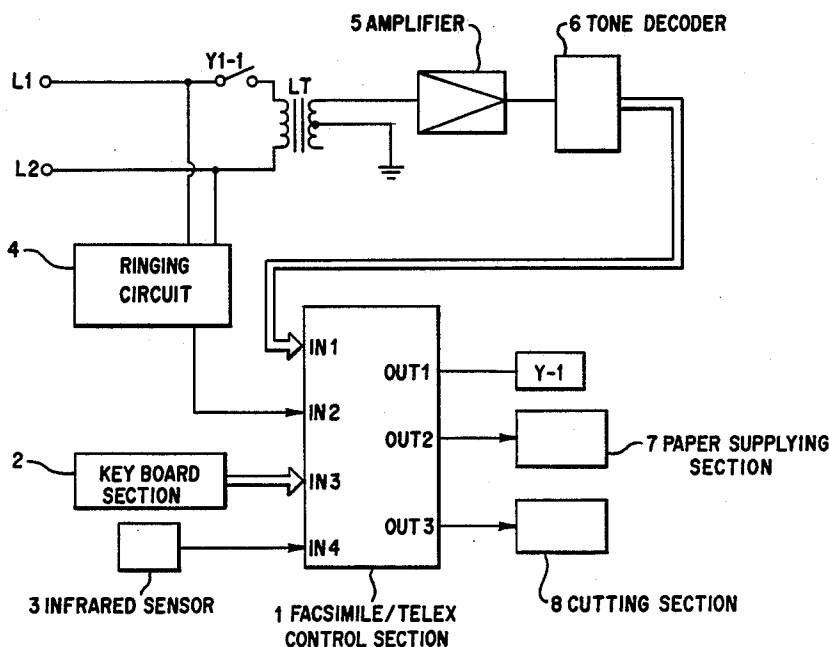 5 AMPLIFIER
6 TONE DECODER
Y1-1
L1
LT
L2
4
RINGING
CIRCUIT
IN1
OUT1
Y-1
IN2
OUT2
7 PAPER SUPPLYING
SECTION
2
KEY BOARD
SECTION
IN3
OUT3
IN4
3 INFRARED SENSOR
1 FACSIMILE/TELEX
CONTROL SECTION
8 CUTTING SECTION